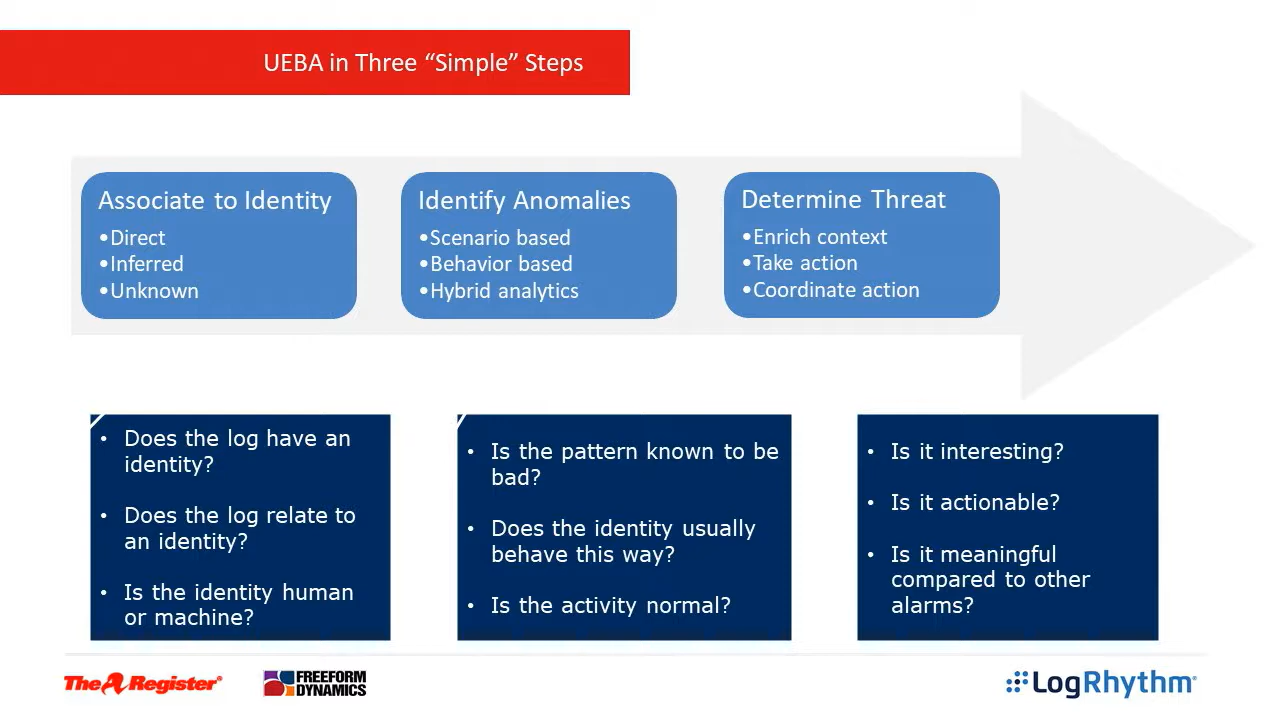 UEBA in Three “Simple” Steps
Associate to Identity
•Direct
•Inferred
•Unknown
Identify Anomalies
•Scenario based
•Behavior based
•Hybrid analytics
Determine Threat
•Enrich context
•Take action
•Coordinate action
• Does the log have an
identity?
• Does the log relate to
an identity?
• Is the identity human
or machine?
• Is the pattern known to be
bad?
• Does the identity usually
behave this way?
• Is the activity normal?
• Is it interesting?
• Is it actionable?
• Is it meaningful
compared to other
alarms?
The Register®
FREEFORM
DYNAMICS
LogRhythm